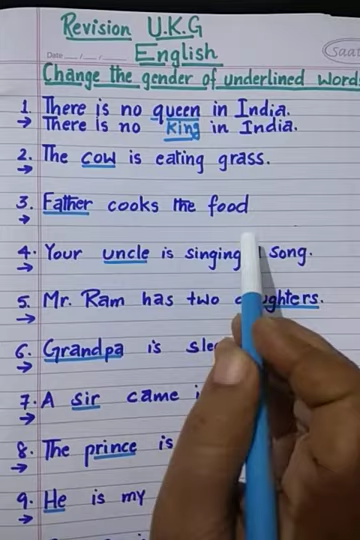 Revision U.K.G
Date / /
English
Saat
Change the gender of underlined word
1. There is no queen in India.
→ There is no king in India.
2. The cow is eating grass.
→
3. Father cooks the food
→
4. Your uncle is singing song.
→
5. Mr. Ram has two
→
6. Grandpa is
→
7. A sir came
→
8. The prince is
→
9. He is my
→